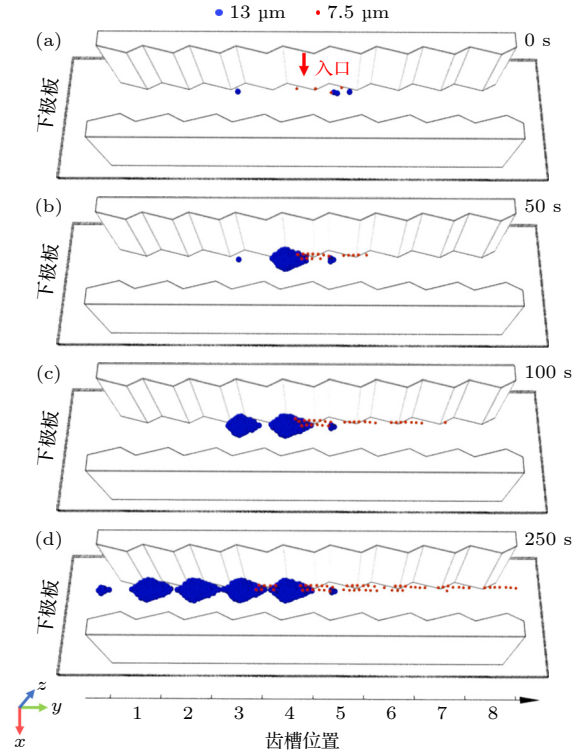 13 μm 7.5 μm
(a) 0 s
入口
下极板
(b) 50 s
下极板
(c) 100 s
下极板
(d) 250 s
下极板
z
y
x
1 2 3 4 5 6 7 8
齿槽位置